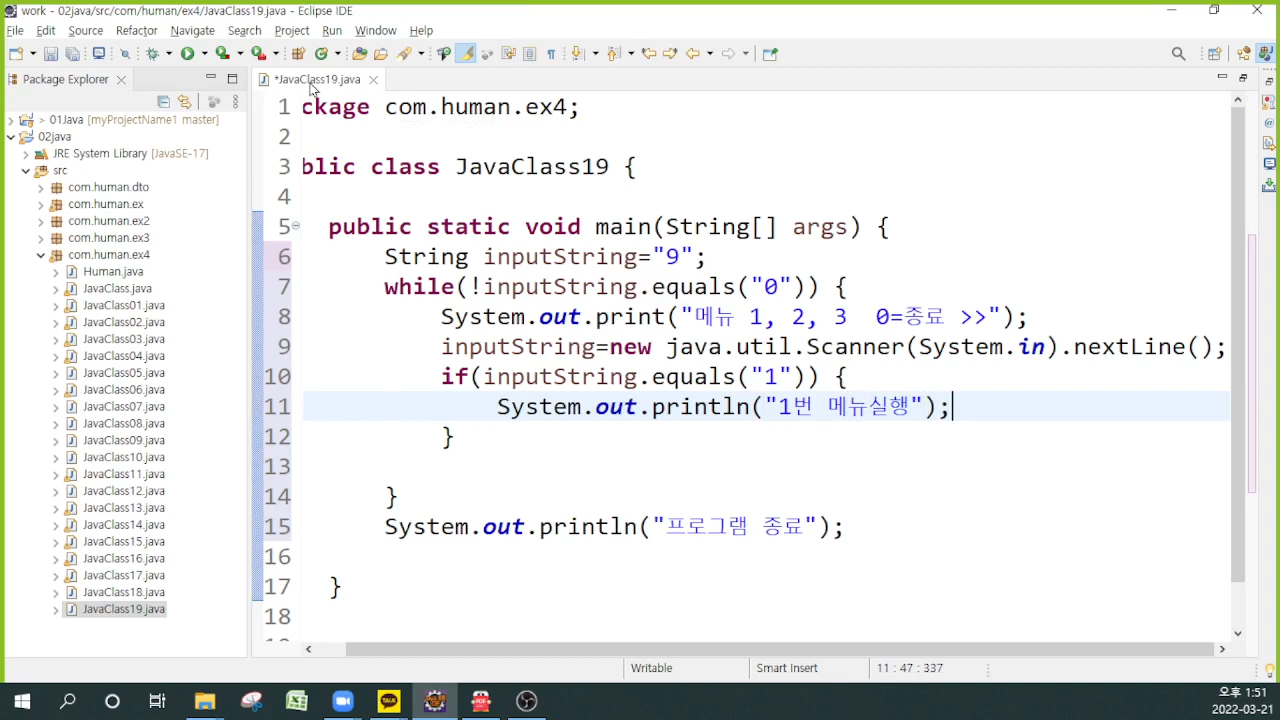 work - 02java/src/com/human/ex4/JavaClass19.java - Eclipse IDE
File Edit Source Refactor Navigate Search Project Run Window Help
Package Explorer
*JavaClass19.java
01Java [myProjectName1 master]
02java
JRE System Library [JavaSE-17]
src
com.human.dto
com.human.ex
com.human.ex2
com.human.ex3
com.human.ex4
Human.java
JavaClass.java
JavaClass01.java
JavaClass02.java
JavaClass03.java
JavaClass04.java
JavaClass05.java
JavaClass06.java
JavaClass07.java
JavaClass08.java
JavaClass09.java
JavaClass10.java
JavaClass11.java
JavaClass12.java
JavaClass13.java
JavaClass14.java
JavaClass15.java
JavaClass16.java
JavaClass17.java
JavaClass18.java
JavaClass19.java
1 ckage com.human.ex4;
2
3 blic class JavaClass19 {
4
5 public static void main(String[] args) {
6 String inputString="9";
7 while(!inputString.equals("0")) {
8 System.out.print("메뉴 1, 2, 3  0=종료 >>");
9 inputString=new java.util.Scanner(System.in).nextLine();
10 if(inputString.equals("1")) {
11 System.out.println("1번 메뉴실행");
12 }
13
14 }
15 System.out.println("프로그램 종료");
16
17 }
18
Writable Smart Insert 11 : 47 : 337
TALK
PDF
오후 1:51
2022-03-21